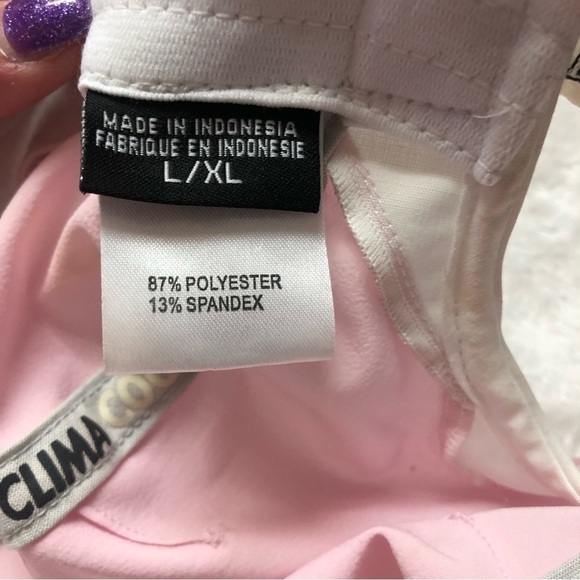 MADE IN INDONESIA
FABRIQUE EN INDONESIE
L/XL
87% POLYESTER
13% SPANDEX
CLIMA